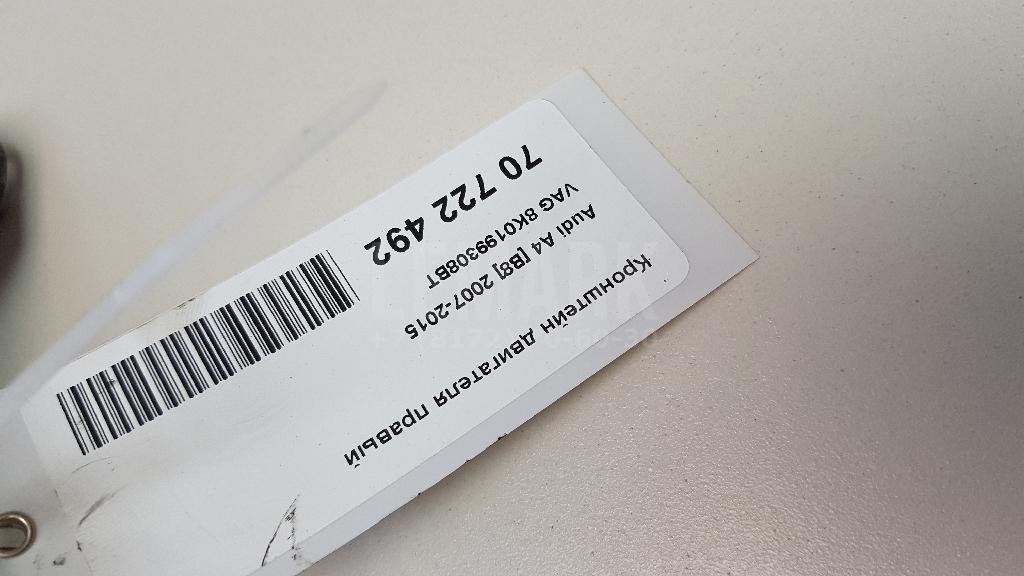 Кронштейн двигателя правый
Audi A4 [B8] 2007-2015
VAG 8K0199308BT
70 722 492